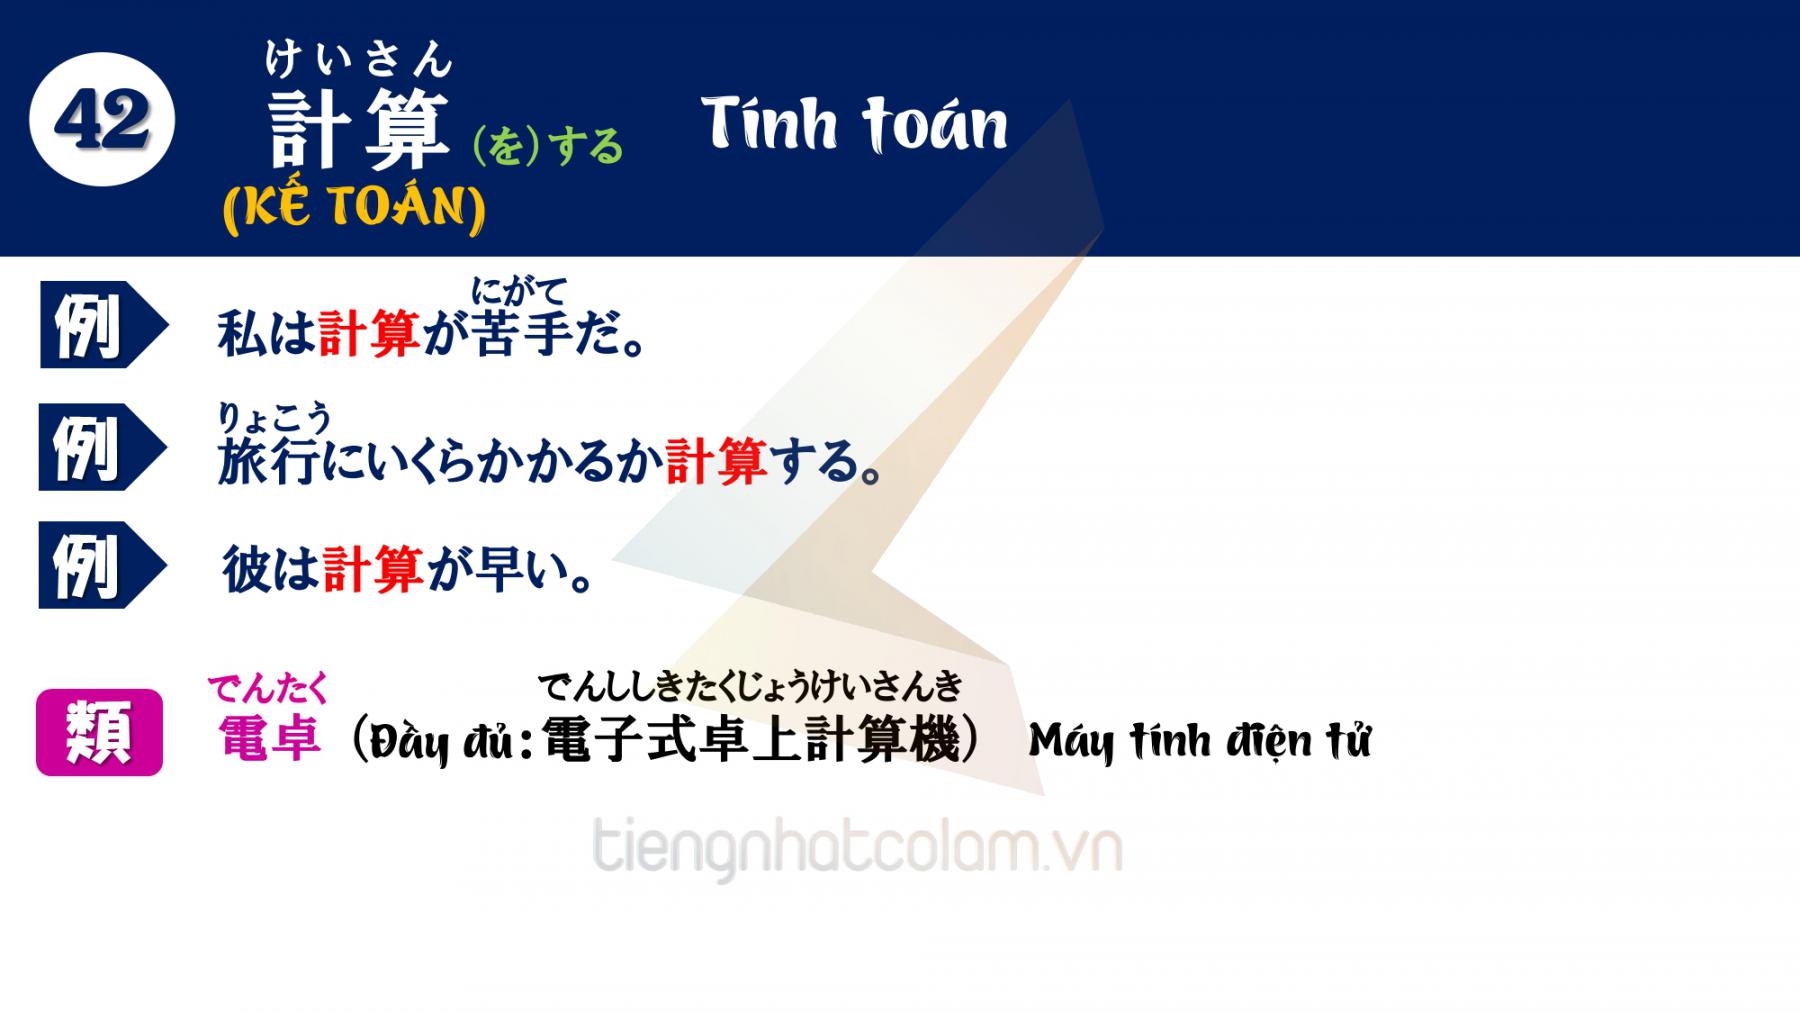 けいさん
42 計算(を)する Tính toán
(KẾ TOÁN)
にがて
例 私は計算が苦手だ。
りょこう
例 旅行にいくらかかるか計算する。
例 彼は計算が早い。
でんたく でんししきたくじょうけいさんき
類 電卓 (Đầy đủ: 電子式卓上計算機) Máy tính điện tử
tiengnhatcolam.vn